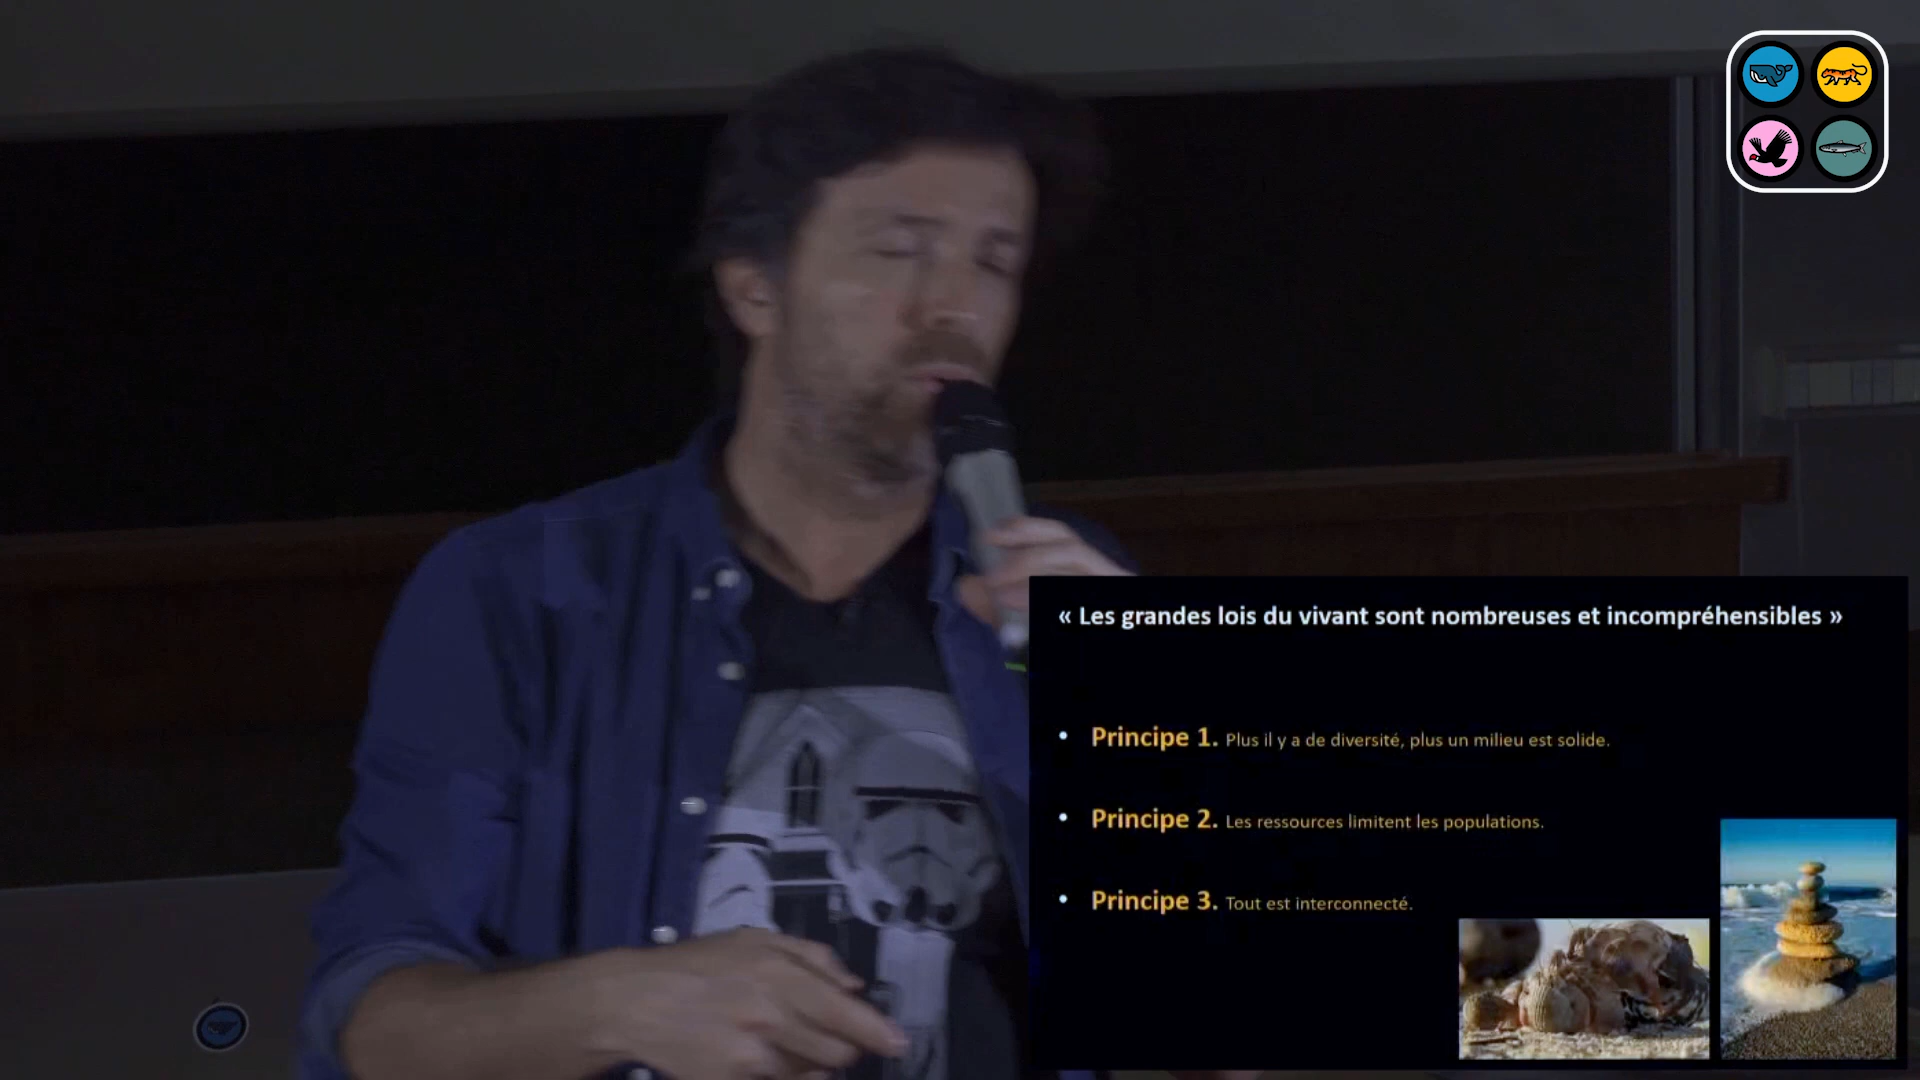 « Les grandes lois du vivant sont nombreuses et incompréhensibles »
• Principe 1. Plus il y a de diversité, plus un milieu est solide.
• Principe 2. Les ressources limitent les populations.
• Principe 3. Tout est interconnecté.